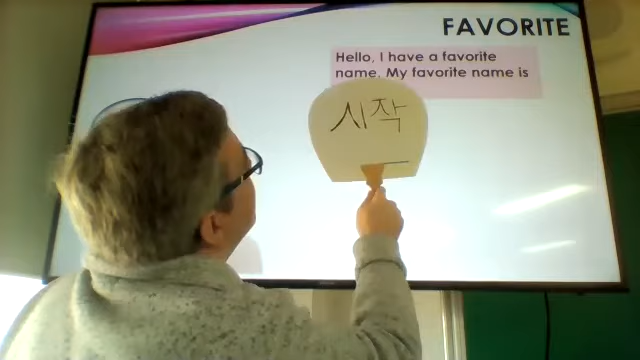 FAVORITE
Hello, I have a favorite
name. My favorite name is
시작